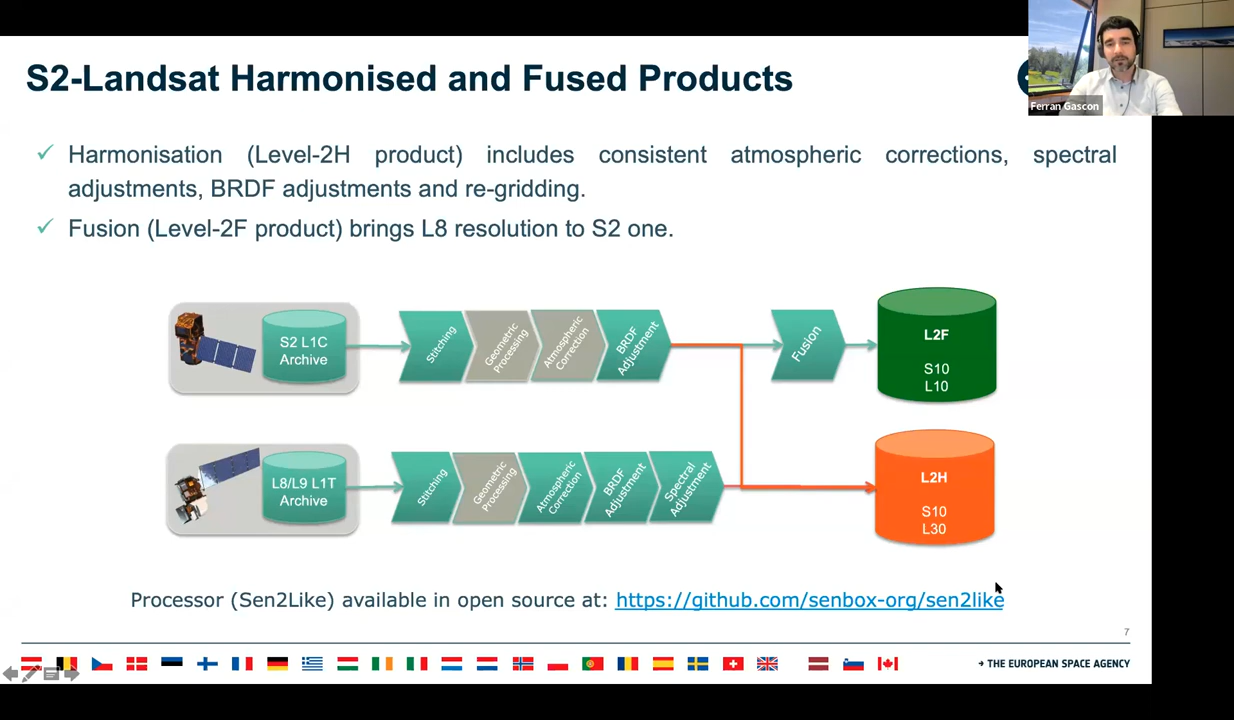 S2-Landsat Harmonised and Fused Products
Ferran Gascon
Harmonisation (Level-2H product) includes consistent atmospheric corrections, spectral
adjustments, BRDF adjustments and re-gridding.
Fusion (Level-2F product) brings L8 resolution to S2 one.
S2 L1C
Archive
Stitching
Geometric
Processing
Atmospheric
Correction
BRDF
Adjustment
Fusion
L2F
S10
L10
L8/L9 L1T
Archive
Stitching
Geometric
Processing
Atmospheric
Correction
BRDF
Adjustment
Spectral
Adjustment
L2H
S10
L30
Processor (Sen2Like) available in open source at: https://github.com/senbox-org/sen2like
7
→ THE EUROPEAN SPACE AGENCY